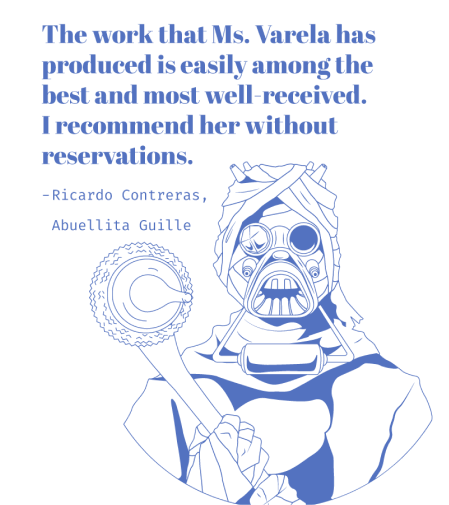 The work that Ms. Varela has
produced is easily among the
best and most well-received.
I recommend her without
reservations.
-Ricardo Contreras,
Abuellita Guille